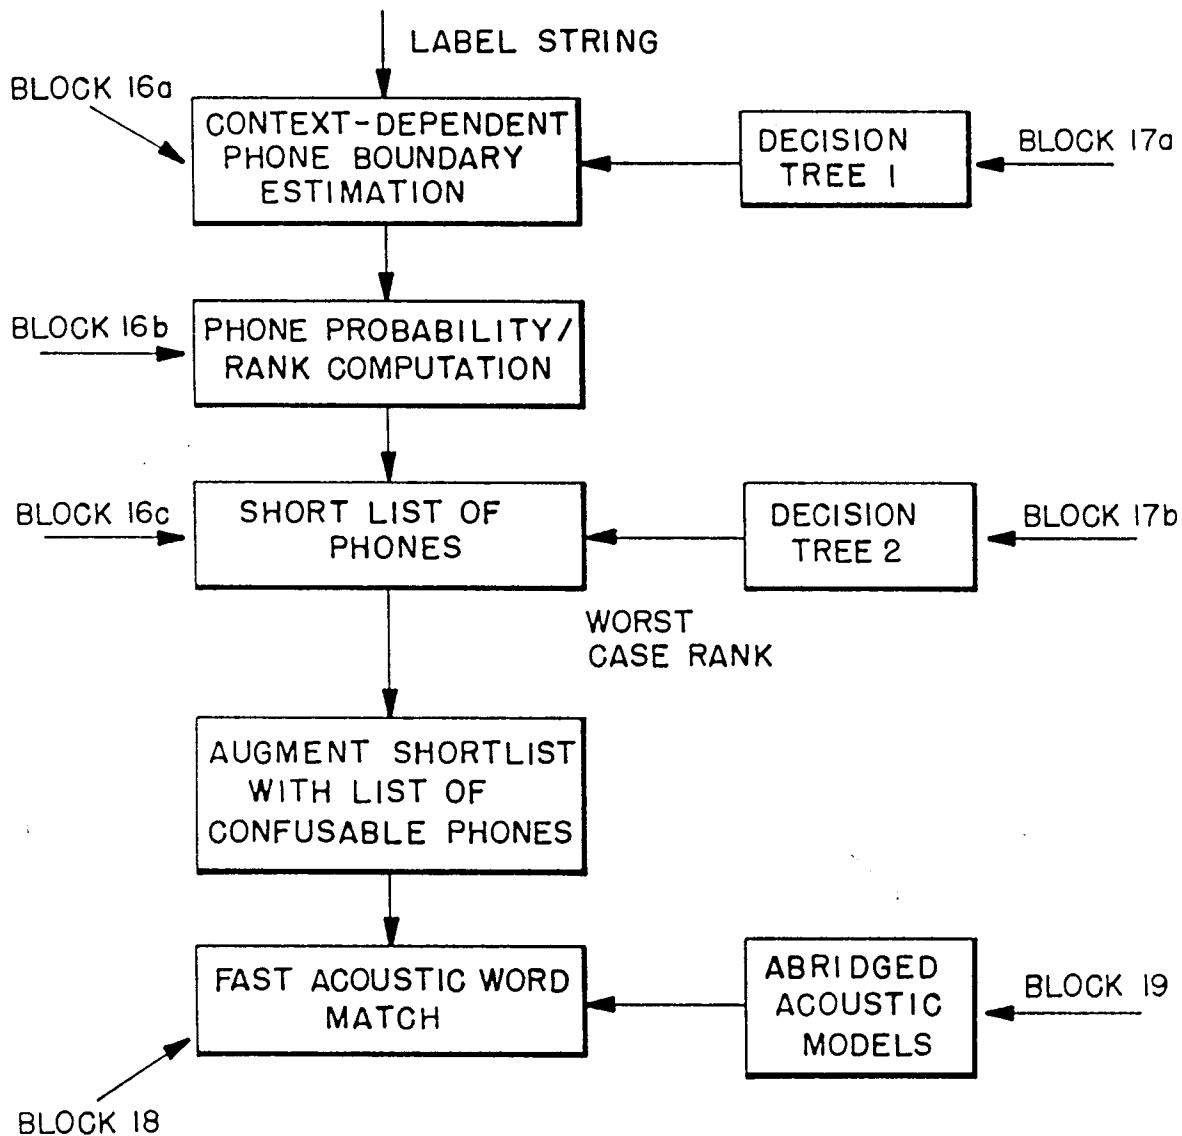 LABEL STRING
BLOCK 16a
CONTEXT-DEPENDENT
PHONE BOUNDARY
ESTIMATION
DECISION
TREE 1
BLOCK 17a
BLOCK 16b
PHONE PROBABILITY/
RANK COMPUTATION
BLOCK 16c
SHORT LIST OF
PHONES
DECISION
TREE 2
BLOCK 17b
WORST
CASE RANK
AUGMENT SHORTLIST
WITH LIST OF
CONFUSABLE PHONES
FAST ACOUSTIC WORD
MATCH
ABRIDGED
ACOUSTIC
MODELS
BLOCK 19
BLOCK 18